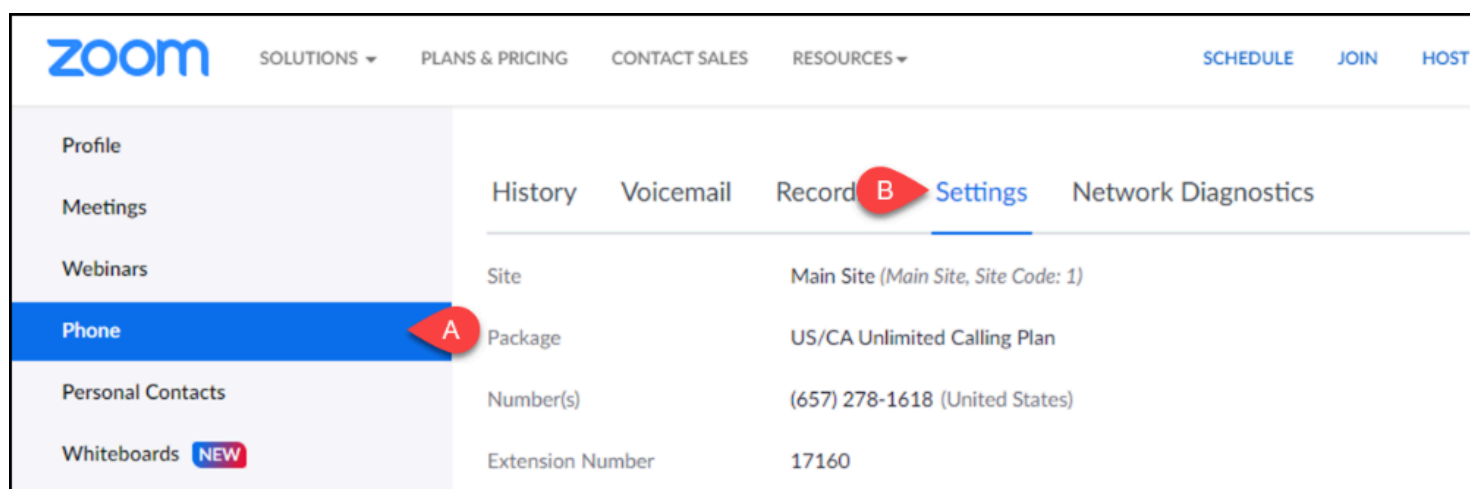 zoom SOLUTIONS PLANS & PRICING CONTACT SALES RESOURCES SCHEDULE JOIN HOST
Profile
Meetings
Webinars
Phone A
Personal Contacts
Whiteboards NEW
History Voicemail Record B Settings Network Diagnostics
Site Main Site (Main Site, Site Code: 1)
Package US/CA Unlimited Calling Plan
Number(s) (657) 278-1618 (United States)
Extension Number 17160